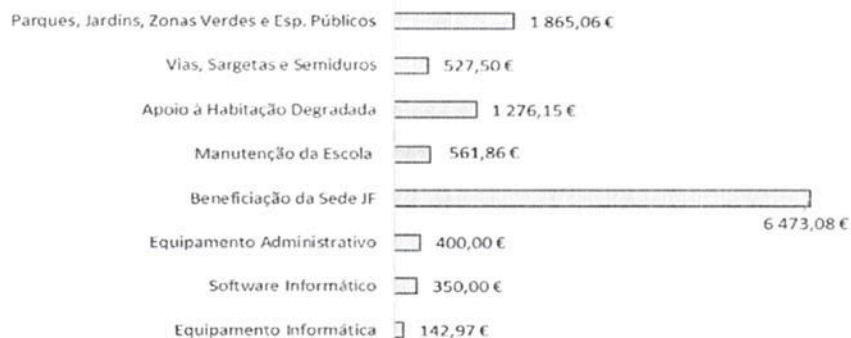 Parques, Jardins, Zonas Verdes e Esp. Públicos 1 865,06 €
Vias, Sargetas e Semiduros 527,50 €
Apoio à Habitação Degradada 1 276,15 €
Manutenção da Escola 561,86 €
Beneficiação da Sede JF
6 473,08 €
Equipamento Administrativo 400,00 €
Software Informático 350,00 €
Equipamento Informática 142,97 €